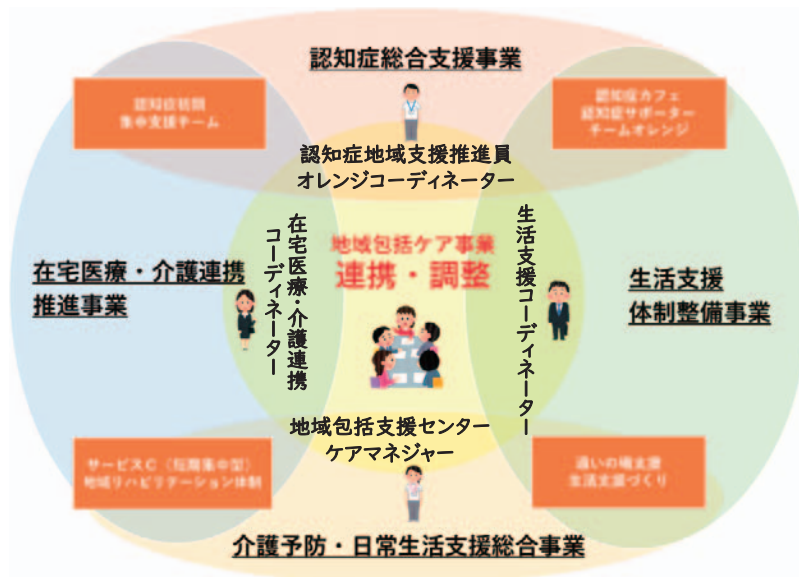 認知症総合支援事業
認知症初期
集中支援チーム
認知症カフェ
認知症サポーター
チームオレンジ
認知症地域支援推進員
オレンジコーディネーター
在宅医療・介護連携
推進事業
在宅医療・介護連携
コーディネーター
地域包括ケア事業
連携・調整
生活支援コーディネーター
生活支援
体制整備事業
地域包括支援センター
ケアマネジャー
サービスC（短期集中型）
地域リハビリテーション体制
通いの場支援
生活支援づくり
介護予防・日常生活支援総合事業